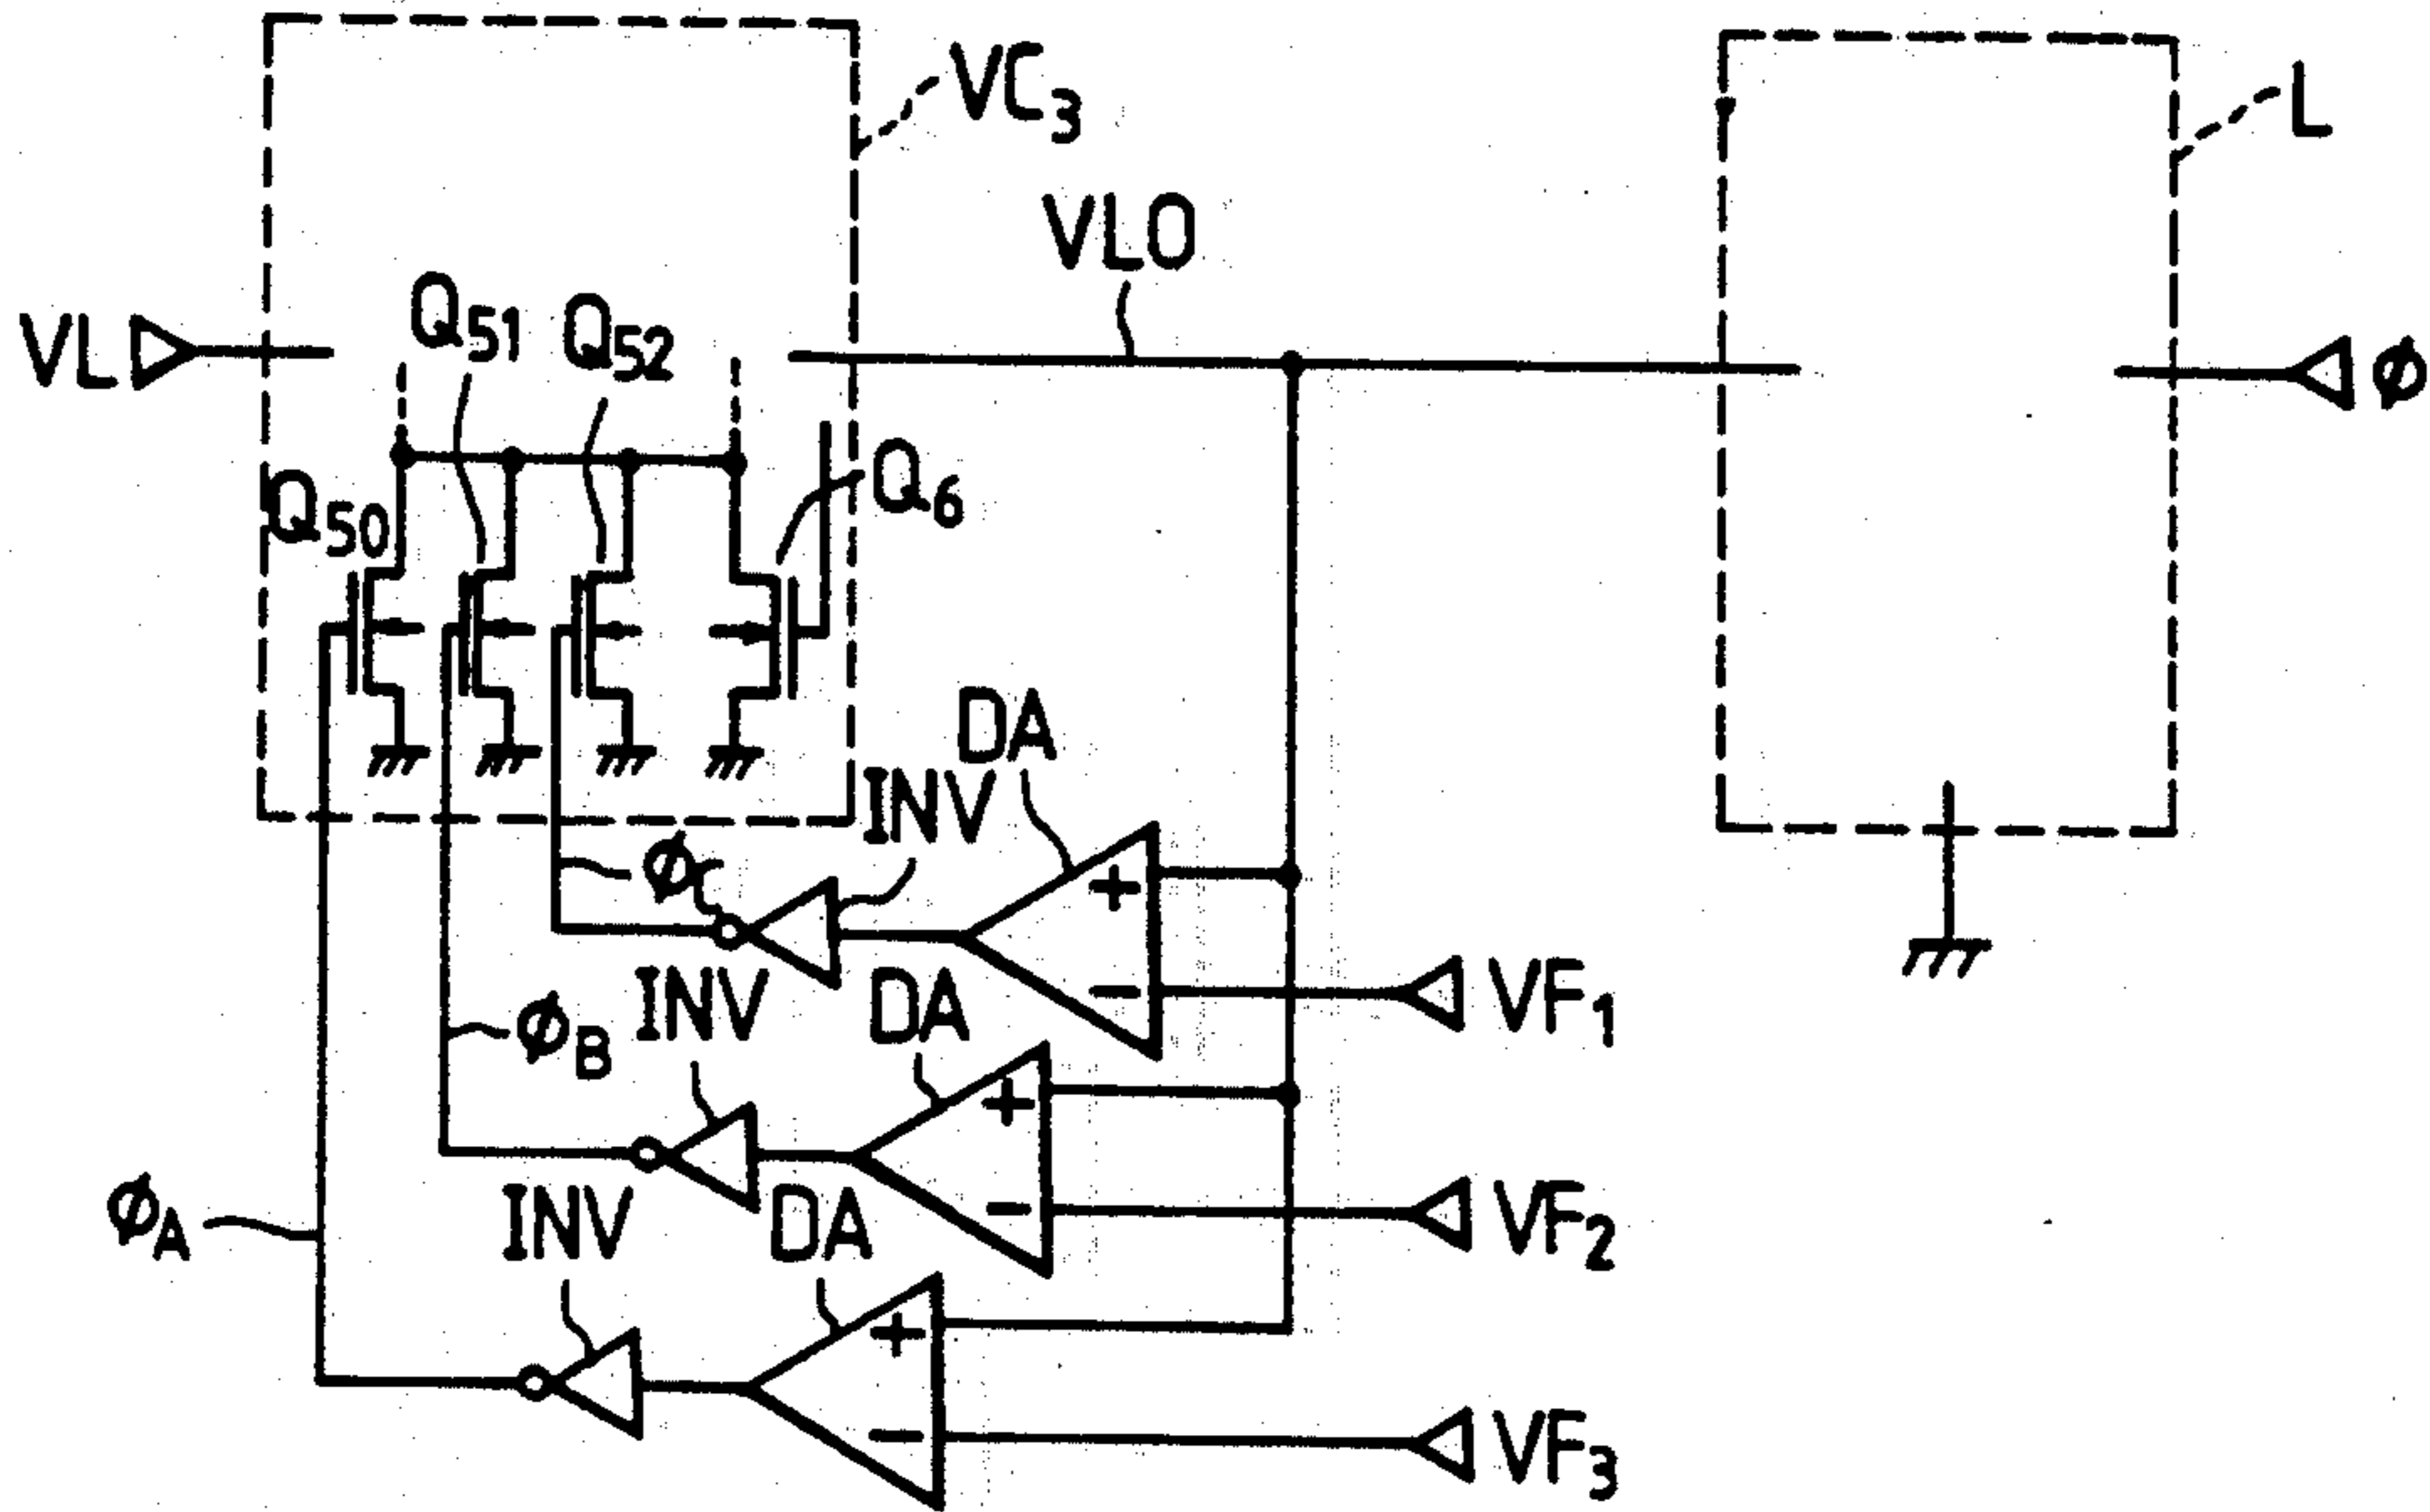 VC₃
L
VLO
VL
Q₅₁
Q₅₂
φ
Q₅₀
Q₆
DA
INV
φC
+
−
VF₁
INV
DA
φB
+
−
VF₂
φA
INV
DA
+
−
VF₃